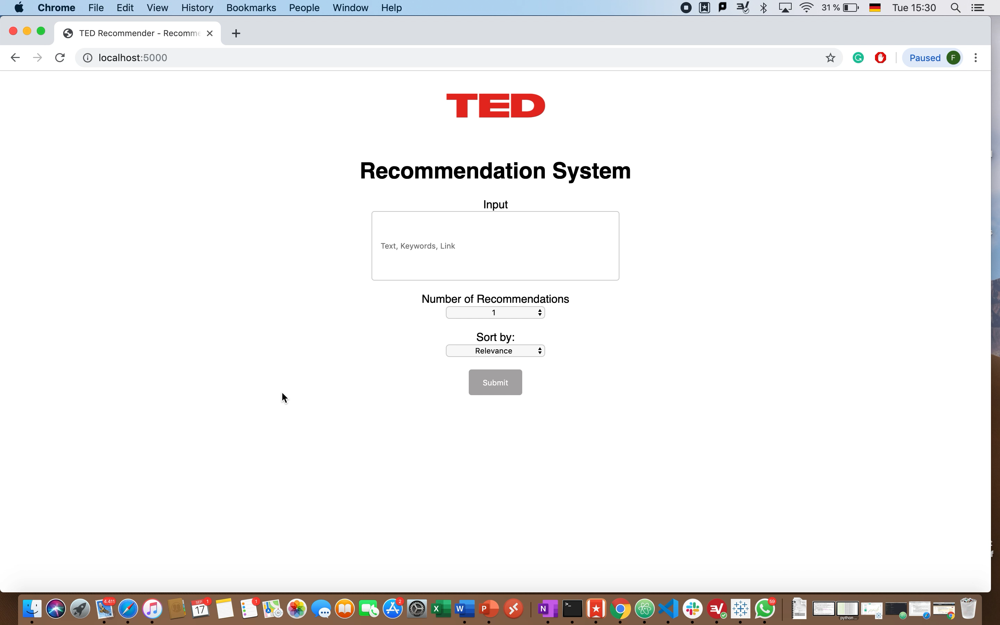 Chrome File Edit View History Bookmarks People Window Help 31 % Tue 15:30
TED Recommender - Recomme
localhost:5000 Paused F
TED
Recommendation System
Input
Text, Keywords, Link
Number of Recommendations
1
Sort by:
Relevance
Submit
4.411 SEP 17 1 1 3D 2 X W P N >_ 59
python ...